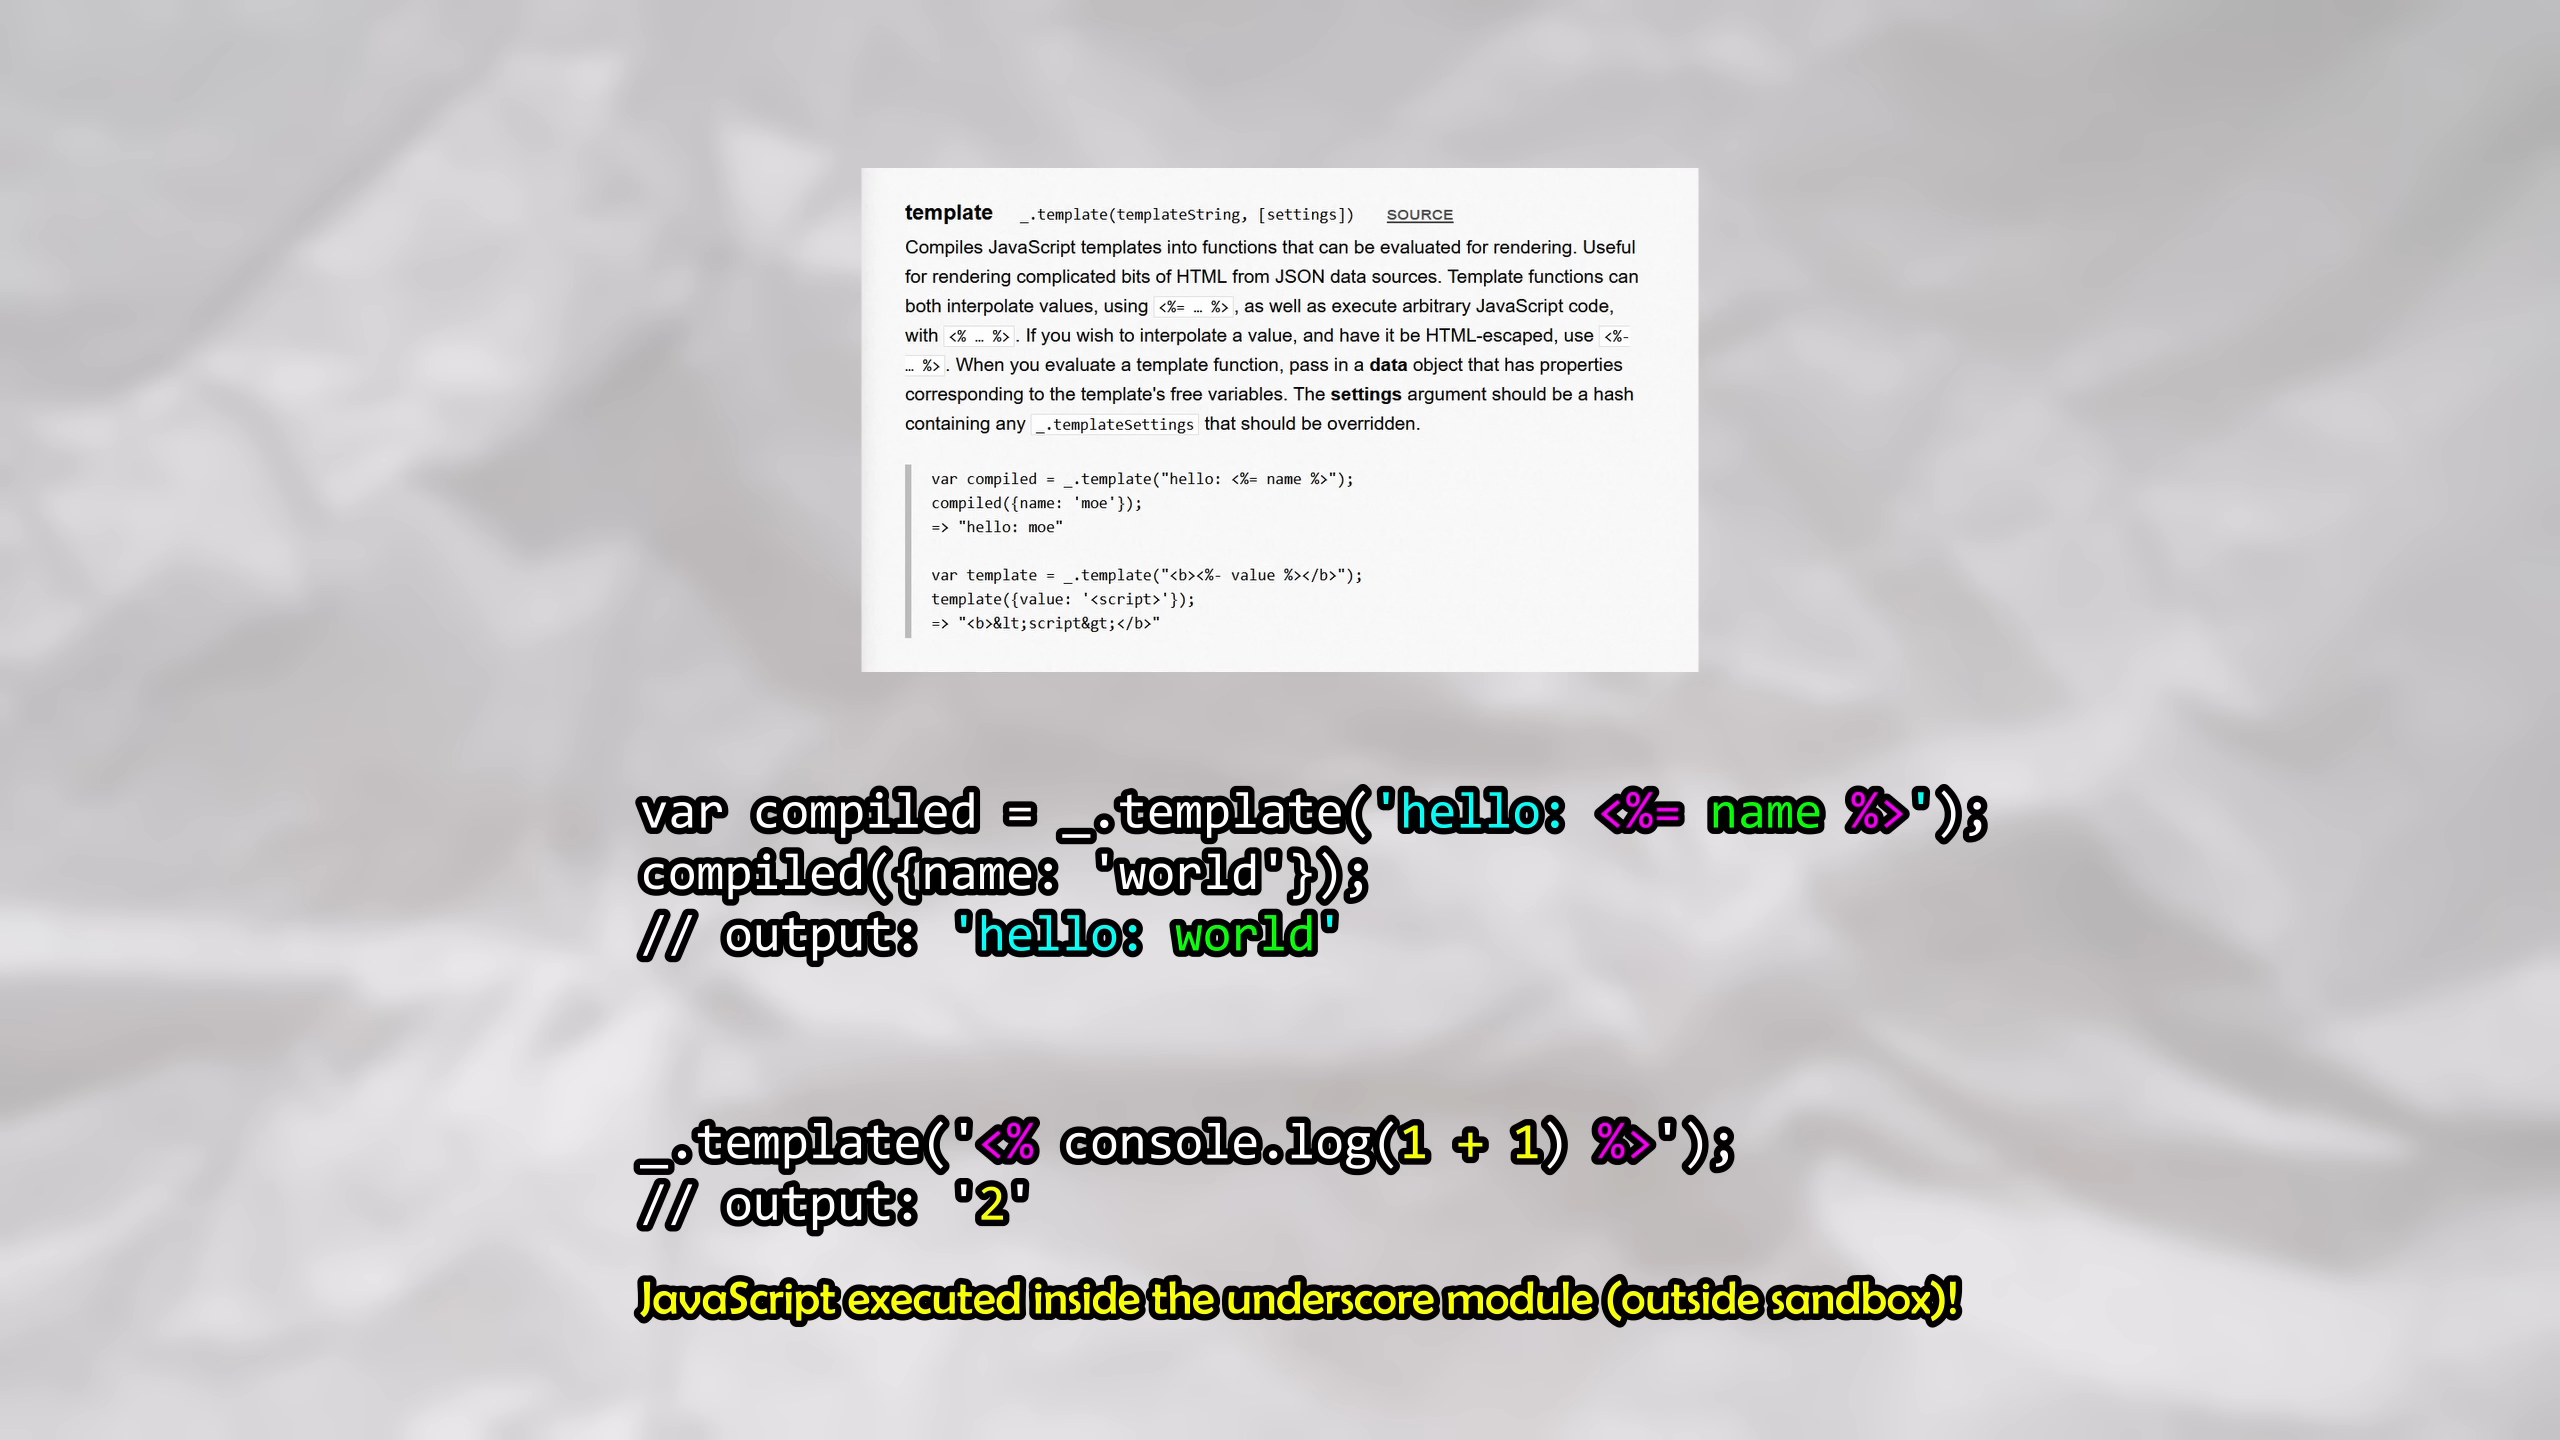 template _.template(templateString, [settings]) SOURCE
Compiles JavaScript templates into functions that can be evaluated for rendering. Useful
for rendering complicated bits of HTML from JSON data sources. Template functions can
both interpolate values, using <%= … %>, as well as execute arbitrary JavaScript code,
with <% … %>. If you wish to interpolate a value, and have it be HTML-escaped, use <%-
… %>. When you evaluate a template function, pass in a data object that has properties
corresponding to the template's free variables. The settings argument should be a hash
containing any _.templateSettings that should be overridden.
var compiled = _.template("hello: <%= name %>");
compiled({name: 'moe'});
=> "hello: moe"
var template = _.template("<b><%- value %></b>");
template({value: '<script>'});
=> "<b>&lt;script&gt;</b>"
var compiled = _.template('hello: <%= name %>');
compiled({name: 'world'});
// output: 'hello: world'
_.template('<% console.log(1 + 1) %>');
// output: '2'
JavaScript executed inside the underscore module (outside sandbox)!